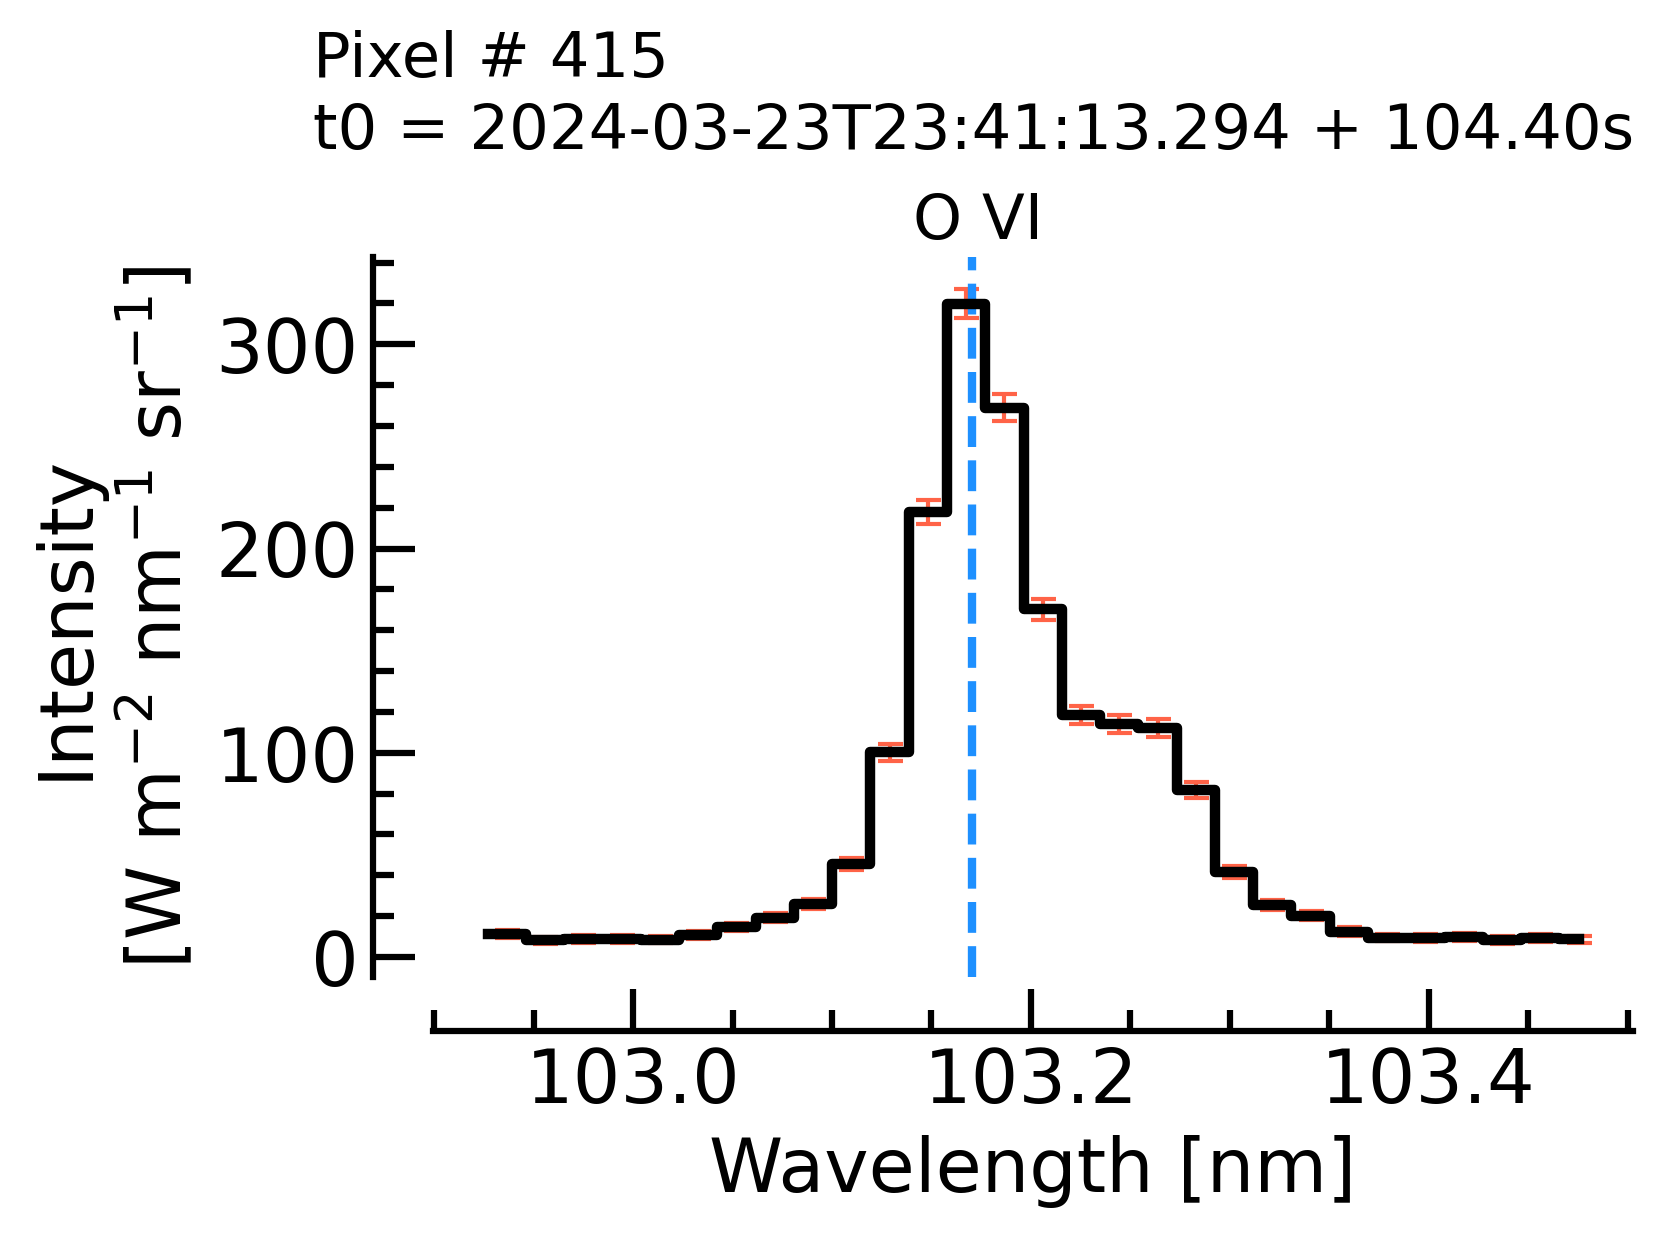 Pixel # 415
t0 = 2024-03-23T23:41:13.294 + 104.40s
O VI
Intensity
[W m⁻² nm⁻¹ sr⁻¹]
300
200
100
0
103.0 103.2 103.4
Wavelength [nm]